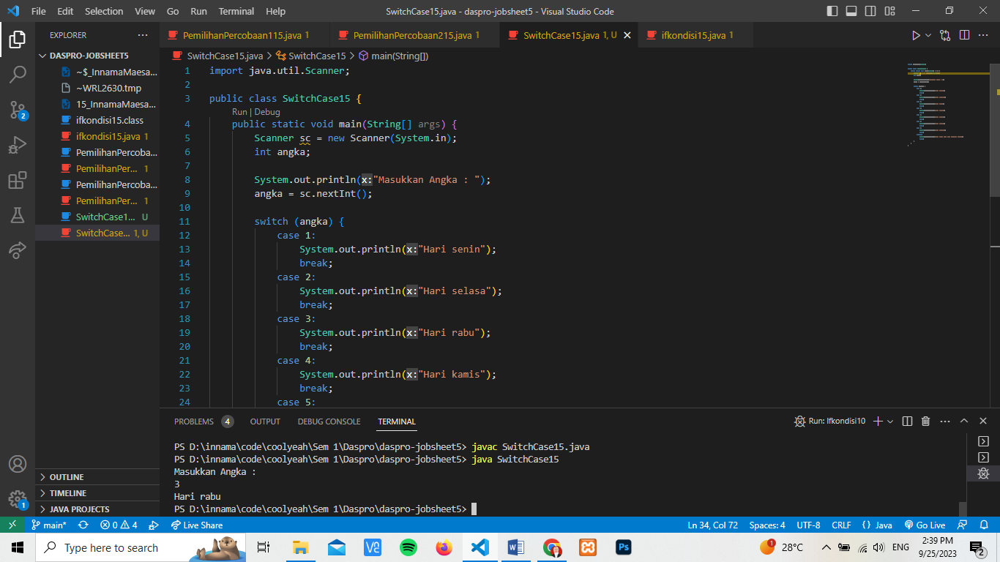 File Edit Selection View Go Run Terminal Help
SwitchCase15.java - daspro-jobsheet5 - Visual Studio Code
EXPLORER
DASPRO-JOBSHEET5
~$_InnamaMaesa...
~WRL2630.tmp
15_InnamaMaesa...
ifkondisi15.class
ifkondisi15.java 1
PemilihanPercoba...
PemilihanPer... 1
PemilihanPercoba...
PemilihanPer... 1
SwitchCase1... U
SwitchCase... 1, U
OUTLINE
TIMELINE
JAVA PROJECTS
PemilihanPercobaan115.java 1
PemilihanPercobaan215.java 1
SwitchCase15.java 1, U
ifkondisi15.java 1
SwitchCase15.java > SwitchCase15 > main(String[])
1 import java.util.Scanner;
2
3 public class SwitchCase15 {
Run | Debug
4 public static void main(String[] args) {
5 Scanner sc = new Scanner(System.in);
6 int angka;
7
8 System.out.println(x:"Masukkan Angka : ");
9 angka = sc.nextInt();
10
11 switch (angka) {
12 case 1:
13 System.out.println(x:"Hari senin");
14 break;
15 case 2:
16 System.out.println(x:"Hari selasa");
17 break;
18 case 3:
19 System.out.println(x:"Hari rabu");
20 break;
21 case 4:
22 System.out.println(x:"Hari kamis");
23 break;
24 case 5:
PROBLEMS 4 OUTPUT DEBUG CONSOLE TERMINAL
Run: Ifkondisi10
PS D:\innama\code\coolyeah\Sem 1\Daspro\daspro-jobsheet5> javac SwitchCase15.java
PS D:\innama\code\coolyeah\Sem 1\Daspro\daspro-jobsheet5> java SwitchCase15
Masukkan Angka :
3
Hari rabu
PS D:\innama\code\coolyeah\Sem 1\Daspro\daspro-jobsheet5>
2
1
main* 0 4 Live Share
Ln 34, Col 72 Spaces: 4 UTF-8 CRLF {} Java Go Live
Type here to search
1 28°C ENG
2:39 PM
9/25/2023
2
Ps